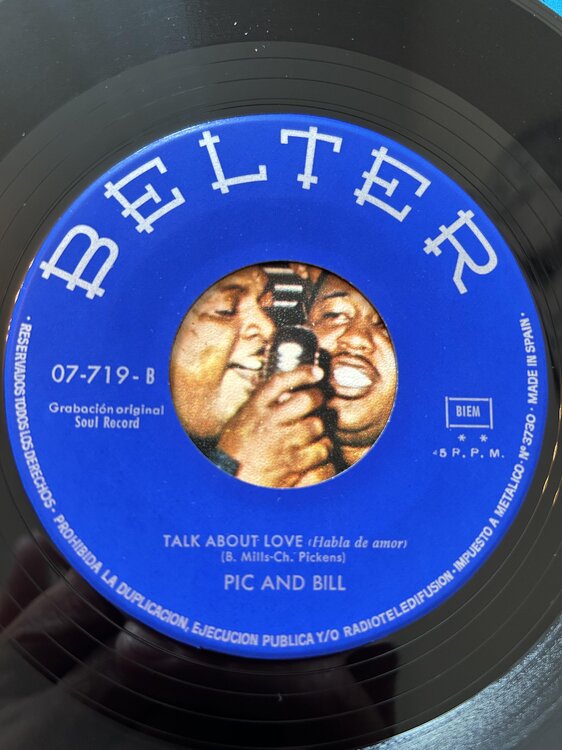 BELTER
07-719-B
Grabación original
Soul Record
BIEM
* *
45 R. P. M.
TALK ABOUT LOVE (Habla de amor)
(B. Mills-Ch. Pickens)
PIC AND BILL
· RESERVADOS TODOS LOS DERECHOS · PROHIBIDA LA DUPLICACION, EJECUCION PUBLICA Y/O RADIOTELEDIFUSION · IMPUESTO A METALICO · Nº 3730 · MADE IN SPAIN ·